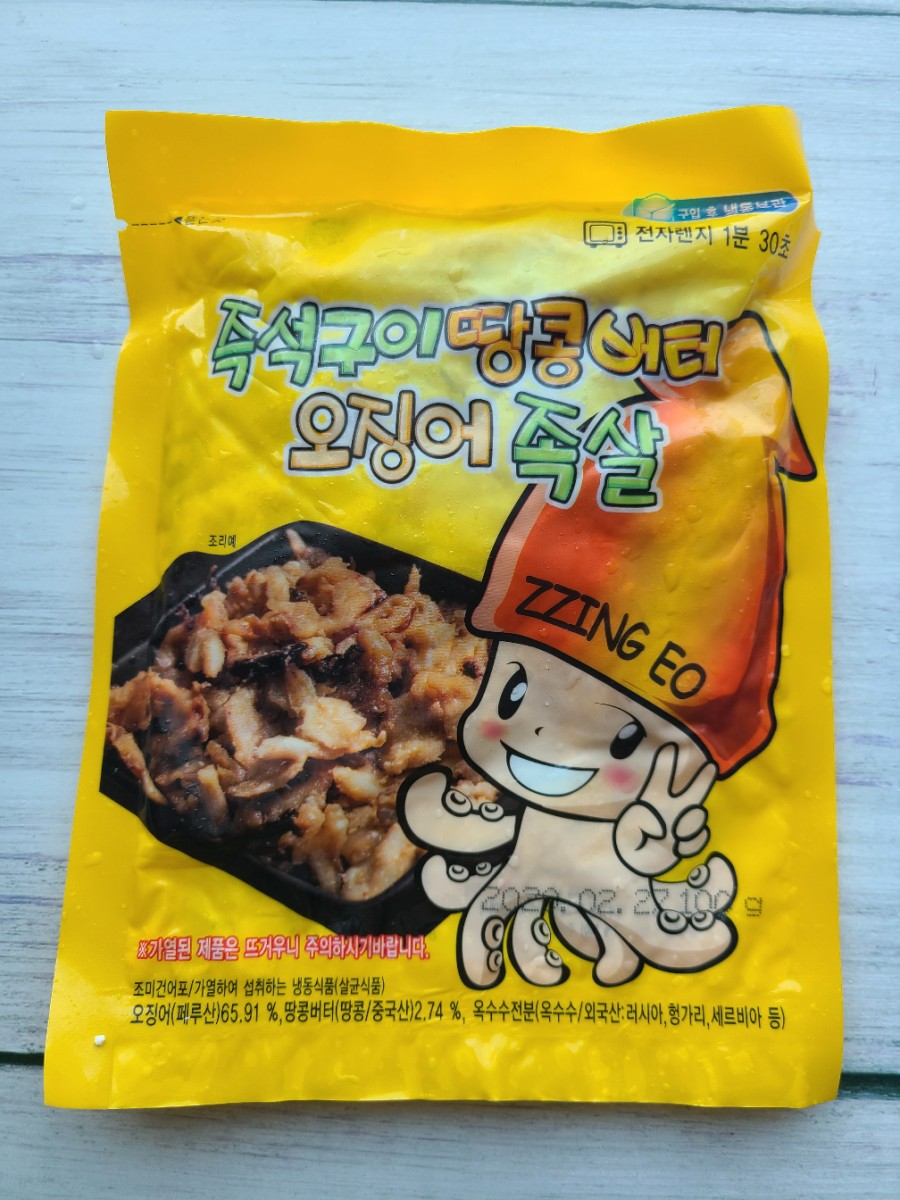 구입 후 냉동보관
전자렌지 1분 30초
즉석구이 땅콩버터
오징어 족살
조리예
ZZING EO
100 g
※가열된 제품은 뜨거우니 주의하시기바랍니다.
조미건어포/가열하여 섭취하는 냉동식품(살균식품)
오징어(페루산)65.91 %,땅콩버터(땅콩/중국산)2.74 %, 옥수수전분(옥수수/외국산:러시아,헝가리,세르비아 등)